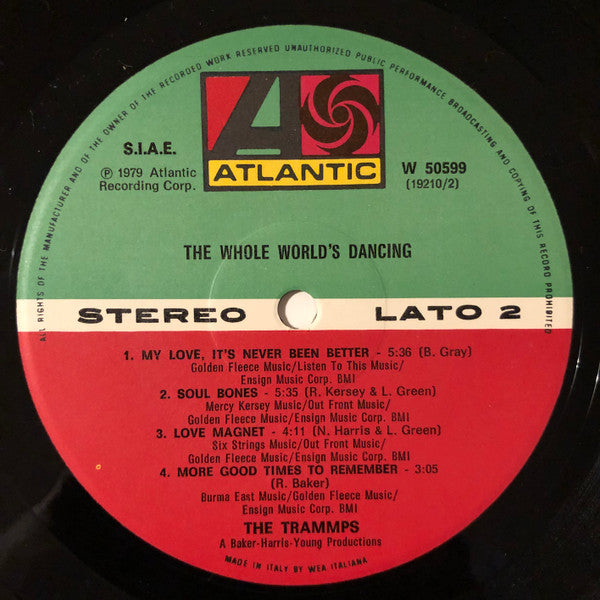 ALL RIGHTS OF THE MANUFACTURER AND OF THE OWNER OF THE RECORDED WORK RESERVED UNAUTHORIZED PUBLIC PERFORMANCE BROADCASTING AND COPYING OF THIS RECORD PROHIBITED
S.I.A.E.
℗ 1979 Atlantic
Recording Corp.
A
ATLANTIC
W 50599
(19210/2)
THE WHOLE WORLD'S DANCING
STEREO LATO 2
1. MY LOVE, IT'S NEVER BEEN BETTER - 5:36 (B. Gray)
Golden Fleece Music/Listen To This Music/
Ensign Music Corp. BMI
2. SOUL BONES - 5:35 (R. Kersey & L. Green)
Mercy Kersey Music/Out Front Music/
Golden Fleece Music/Ensign Music Corp. BMI
3. LOVE MAGNET - 4:11 (N. Harris & L. Green)
Six Strings Music/Out Front Music/
Golden Fleece Music/Ensign Music Corp. BMI
4. MORE GOOD TIMES TO REMEMBER - 3:05
(R. Baker)
Burma East Music/Golden Fleece Music/
Ensign Music Corp. BMI
THE TRAMMPS
A Baker-Harris-Young Productions
MADE IN ITALY BY WEA ITALIANA